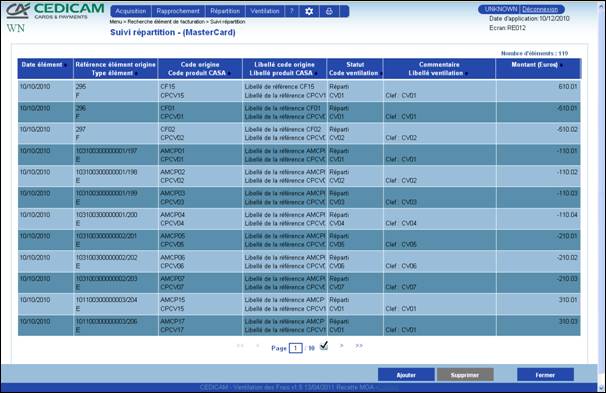 CA CEDICAM
CARDS & PAYMENTS
WN
Acquisition Rapprochement Répartition Ventilation ?
UNKNOWN Déconnexion
Date d'application:10/12/2010
Ecran:RE012
Menu > Recherche élément de facturation > Suivi répartition
Suivi répartition - (MasterCard)
Nombre d'éléments : 119
Date élément Référence élément origine Code origine Libellé code origine Statut Commentaire Montant (Euros)
Type élément Code produit CASA Libellé produit CASA Code ventilation Libellé ventilation
10/10/2010 295 CF15 Libellé de la référence CF15 Réparti 610.01
F CPCV15 Libellé de la référence CPCV1 CV01 Clef : CV01
10/10/2010 296 CF01 Libellé de la référence CF01 Réparti -610.01
F CPCV01 Libellé de la référence CPCV0 CV01 Clef : CV01
10/10/2010 297 CF02 Libellé de la référence CF02 Réparti -510.02
F CPCV02 Libellé de la référence CPCV0 CV02 Clef : CV02
10/10/2010 103100300000001/197 AMCP01 Libellé de la référence AMCP Réparti -110.01
E CPCV01 Libellé de la référence CPCV0 CV01 Clef : CV01
10/10/2010 103100300000001/198 AMCP02 Libellé de la référence AMCP Réparti -110.02
E CPCV02 Libellé de la référence CPCV0 CV02 Clef : CV02
10/10/2010 103100300000001/199 AMCP03 Libellé de la référence AMCP Réparti -110.03
E CPCV03 Libellé de la référence CPCV0 CV03 Clef : CV03
10/10/2010 103100300000001/200 AMCP04 Libellé de la référence AMCP Réparti -110.04
E CPCV04 Libellé de la référence CPCV0 CV04 Clef : CV04
10/10/2010 103100300000002/201 AMCP05 Libellé de la référence AMCP Réparti -210.01
E CPCV05 Libellé de la référence CPCV0 CV05 Clef : CV05
10/10/2010 103100300000002/202 AMCP06 Libellé de la référence AMCP Réparti -210.02
E CPCV06 Libellé de la référence CPCV0 CV06 Clef : CV06
10/10/2010 103100300000002/203 AMCP07 Libellé de la référence AMCP Réparti -210.03
E CPCV07 Libellé de la référence CPCV0 CV07 Clef : CV07
10/10/2010 101100300000003/204 AMCP15 Libellé de la référence AMCP Réparti 310.01
E CPCV15 Libellé de la référence CPCV1 CV01 Clef : CV01
10/10/2010 101100300000003/206 AMCP17 Libellé de la référence AMCP Réparti 310.03
E CPCV17 Libellé de la référence CPCV1 CV01 Clef : CV01
<< < Page 1 / 10 > >>
Ajouter Supprimer Fermer
CEDICAM - Ventilation des Frais v1.5 13/04/2011 Recette MOA -